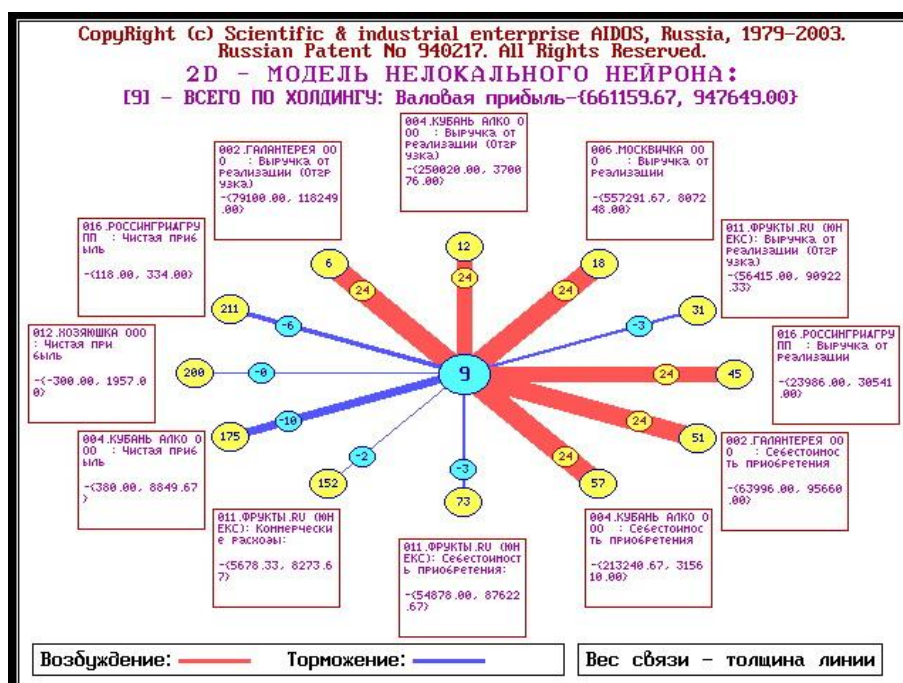 CopyRight (c) Scientific & industrial enterprise AIDOS, Russia, 1979-2003.
Russian Patent No 940217. All Rights Reserved.
2D - МОДЕЛЬ НЕЛОКАЛЬНОГО НЕЙРОНА:
[9] - ВСЕГО ПО ХОЛДИНГУ: Валовая прибыль-{661159.67, 947649.00}
004.КУБАНЬ АЛКО О
ОО : Выручка от
реализации (Отгр
узка)
-{250020.00, 3700
76.00}
002.ГАЛАНТЕРЕЯ ОО
О : Выручка от
реализации (Отгр
узка)
-{79100.00, 118249
.00}
006.МОСКВИЧКА ОО
О : Выручка от
реализации
-{557291.67, 8072
48.00}
016.РОССИНГРИАГРУ
ПП : Чистая приб
ыль
-{118.00, 334.00}
011.ФРУКТЫ.RU (ЮН
ЕКС): Выручка от
реализации (Отгр
узка)
-{56415.00, 90922
.33}
012.ХОЗЯЮШКА ООО
: Чистая при
быль
-{-300.00, 1957.0
0}
016.РОССИНГРИАГРУ
ПП : Выручка от
реализации
-{23986.00, 30541
.00}
004.КУБАНЬ АЛКО О
ОО : Чистая приб
ыль
-{380.00, 8849.67
}
002.ГАЛАНТЕРЕЯ ОО
О : Себестоимос
ть приобретения
-{63996.00, 95660
.00}
011.ФРУКТЫ.RU (ЮН
ЕКС): Коммерчески
е расходы:
-{5678.33, 8273.6
7}
011.ФРУКТЫ.RU (ЮН
ЕКС): Себестоимост
ь приобретения:
-{54878.00, 87622
.67}
004.КУБАНЬ АЛКО О
ОО : Себестоимос
ть приобретения
-{213240.67, 3156
10.00}
6
12
18
31
45
51
57
73
152
175
200
211
9
24
24
24
-3
24
24
24
-3
-2
-10
-0
-6
Возбуждение:
Торможение:
Вес связи - толщина линии